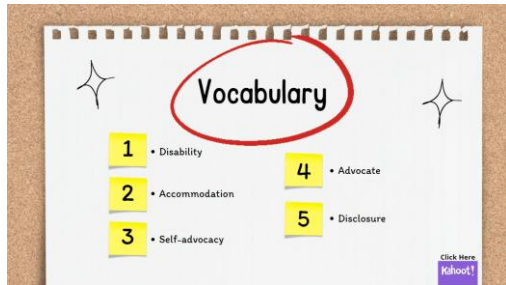 Vocabulary
1 • Disability
2 • Accommodation
3 • Self-advocacy
4 • Advocate
5 • Disclosure
Click Here
Kahoot!